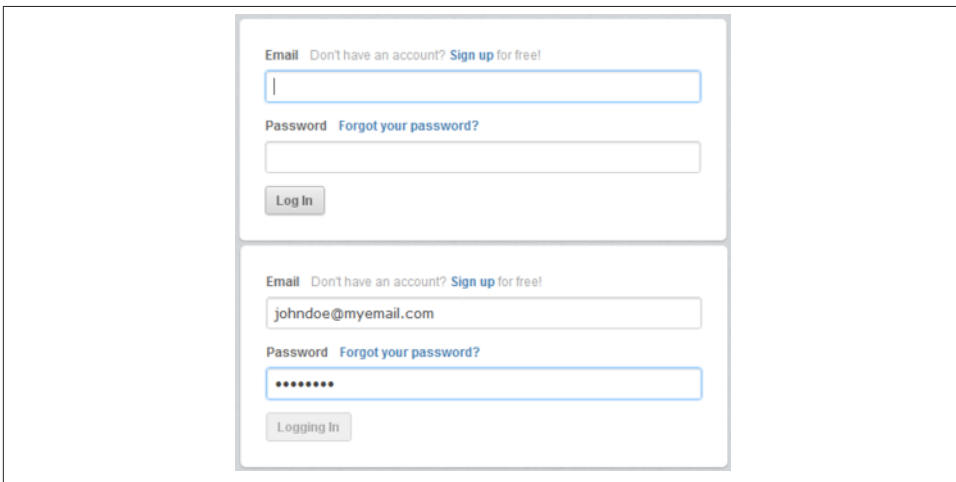 Email Don't have an account? Sign up for free!
Password Forgot your password?
Log In
Email Don't have an account? Sign up for free!
johndoe@myemail.com
Password Forgot your password?
••••••••
Logging In